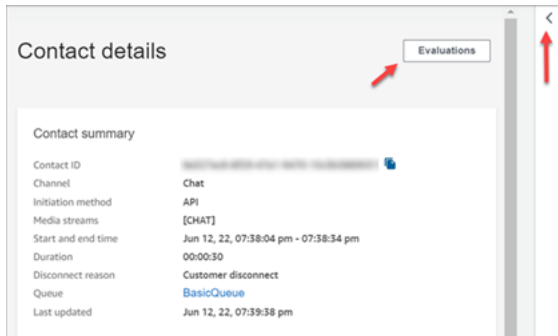 Contact details
Evaluations
Contact summary
Contact ID
Channel Chat
Initiation method API
Media streams [CHAT]
Start and end time Jun 12, 22, 07:38:04 pm - 07:38:34 pm
Duration 00:00:30
Disconnect reason Customer disconnect
Queue BasicQueue
Last updated Jun 12, 22, 07:39:38 pm